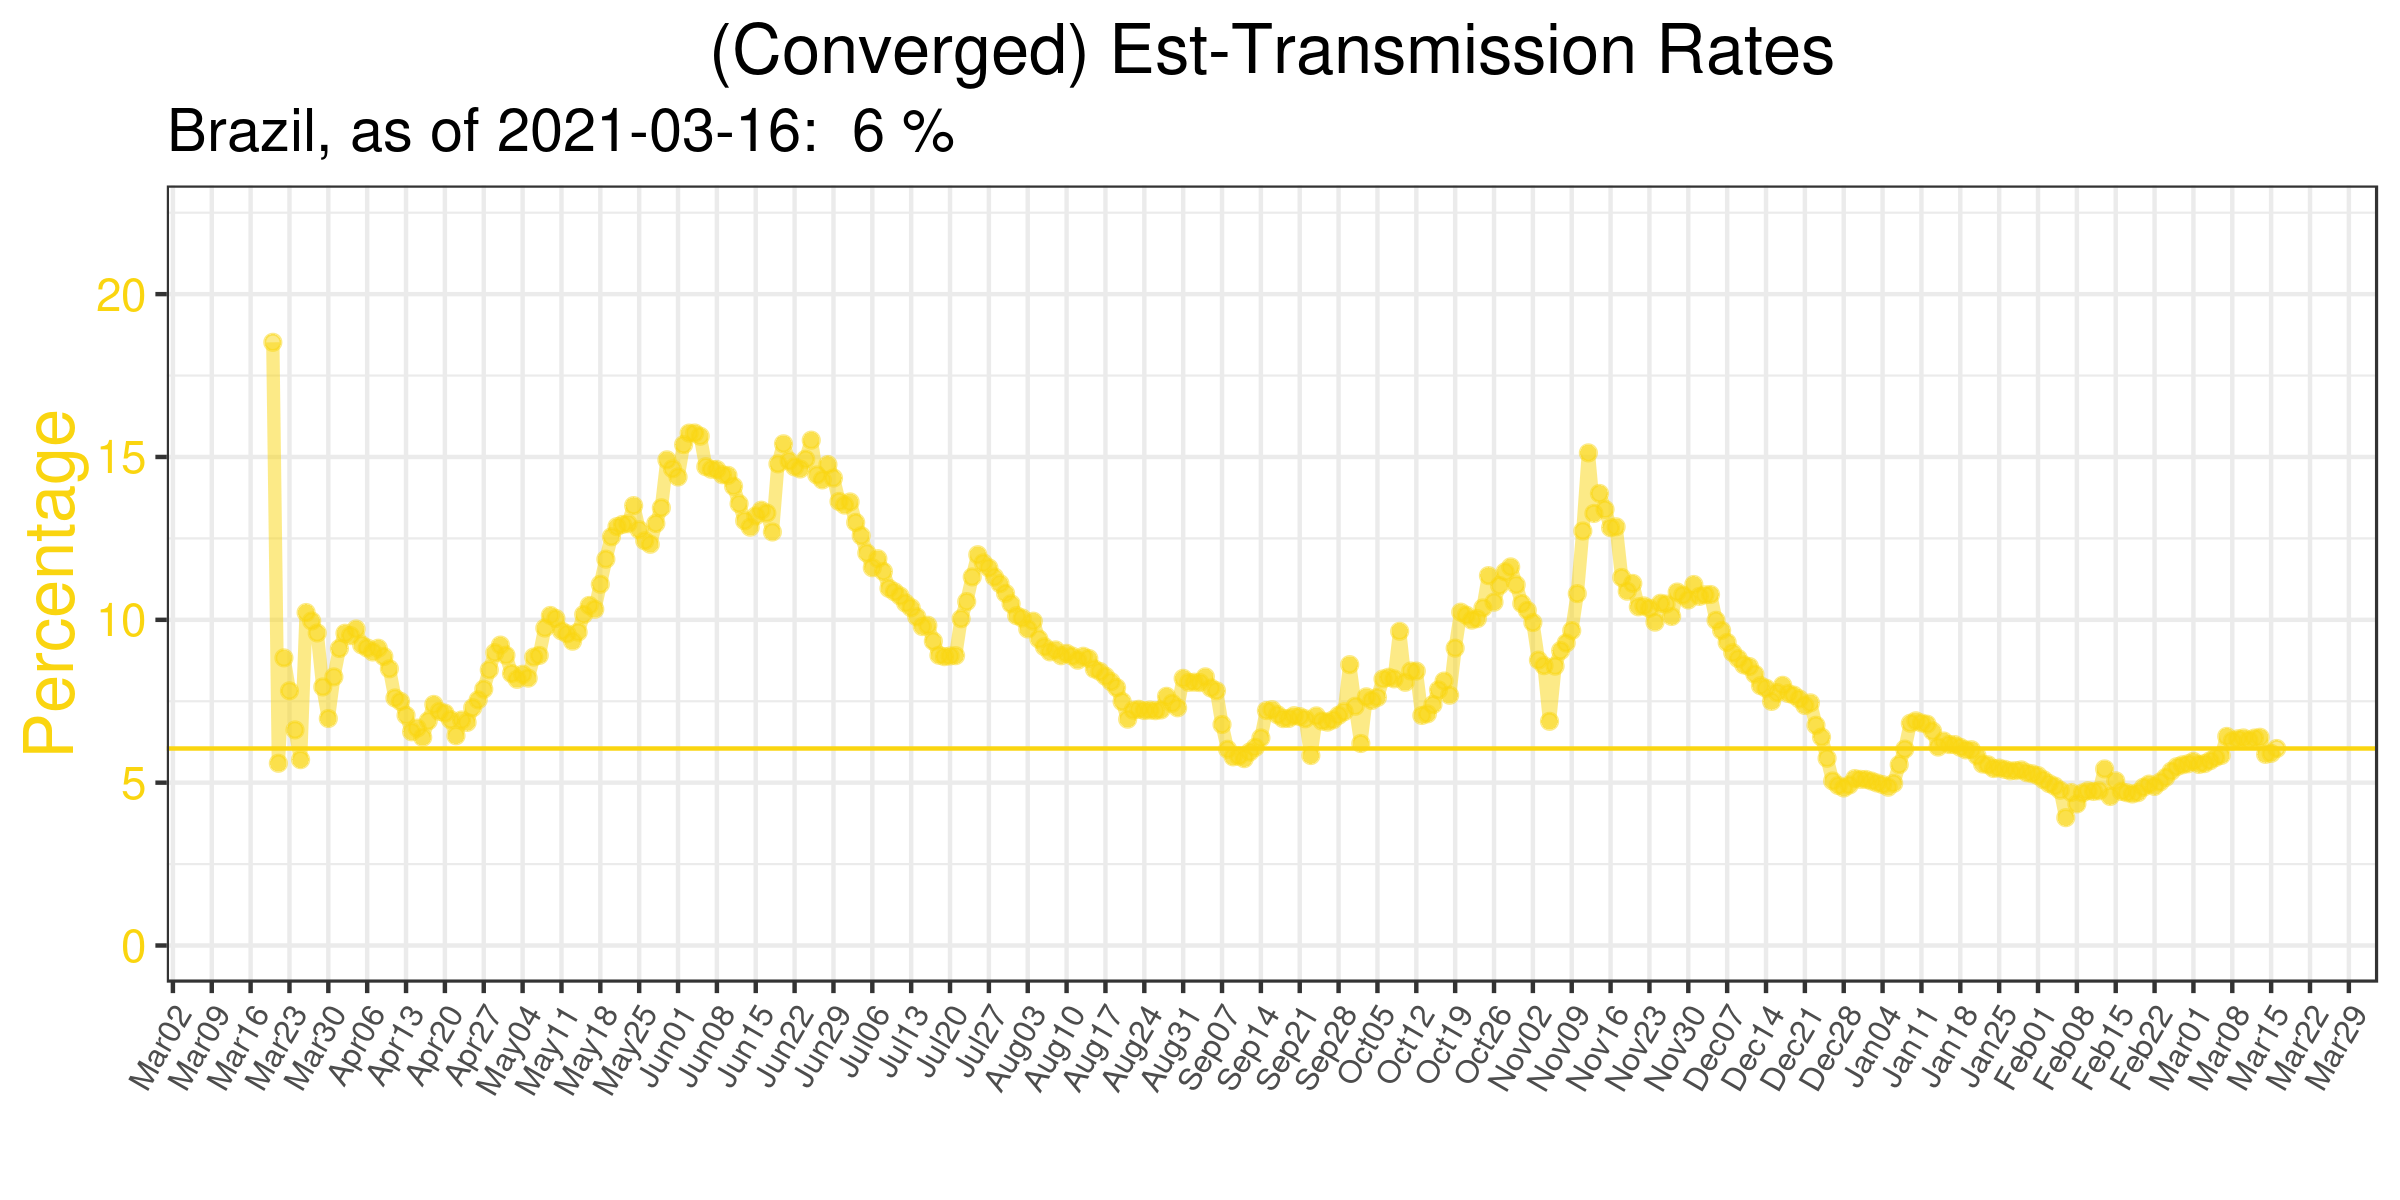 (Converged) Est-Transmission Rates
Brazil, as of 2021-03-16:  6 %
Percentage
20
15
10
5
0
Mar02
Mar09
Mar16
Mar23
Mar30
Apr06
Apr13
Apr20
Apr27
May04
May11
May18
May25
Jun01
Jun08
Jun15
Jun22
Jun29
Jul06
Jul13
Jul20
Jul27
Aug03
Aug10
Aug17
Aug24
Aug31
Sep07
Sep14
Sep21
Sep28
Oct05
Oct12
Oct19
Oct26
Nov02
Nov09
Nov16
Nov23
Nov30
Dec07
Dec14
Dec21
Dec28
Jan04
Jan11
Jan18
Jan25
Feb01
Feb08
Feb15
Feb22
Mar01
Mar08
Mar15
Mar22
Mar29